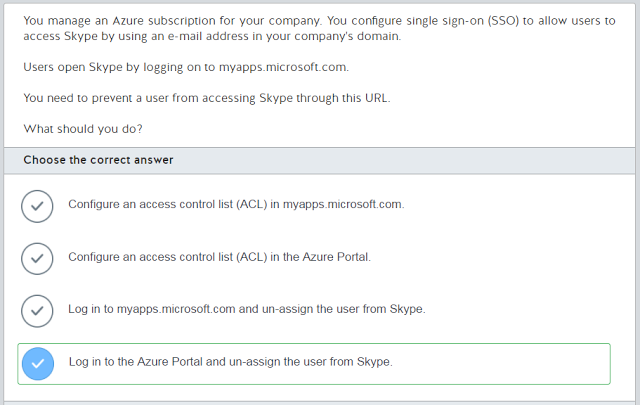 You manage an Azure subscription for your company. You configure single sign-on (SSO) to allow users to
access Skype by using an e-mail address in your company's domain.
Users open Skype by logging on to myapps.microsoft.com.
You need to prevent a user from accessing Skype through this URL.
What should you do?
Choose the correct answer
Configure an access control list (ACL) in myapps.microsoft.com.
Configure an access control list (ACL) in the Azure Portal.
Log in to myapps.microsoft.com and un-assign the user from Skype.
Log in to the Azure Portal and un-assign the user from Skype.